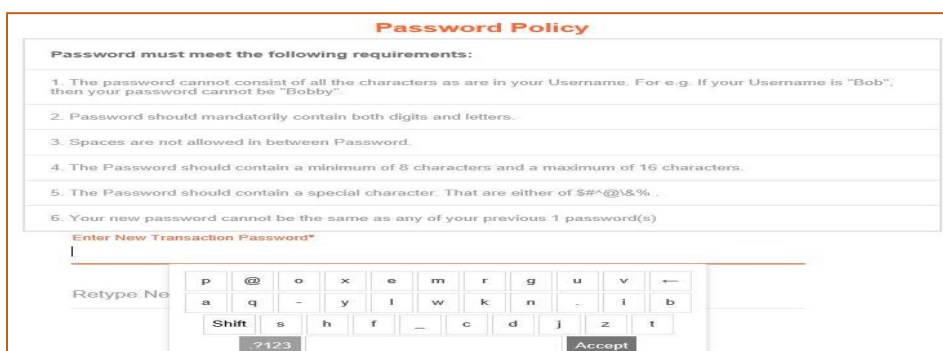 Password Policy
Password must meet the following requirements:
1. The password cannot consist of all the characters as are in your Username. For e.g. If your Username is "Bob",
then your password cannot be "Bobby".
2. Password should mandatorily contain both digits and letters.
3. Spaces are not allowed in between Password.
4. The Password should contain a minimum of 8 characters and a maximum of 16 characters.
5. The Password should contain a special character. That are either of $#^@\&% .
6. Your new password cannot be the same as any of your previous 1 password(s)
Enter New Transaction Password*
p @ o x e m r g u v ←
Retype Ne
a q - y l w k n . i b
Shift s h f _ c d j z t
.?123 Accept